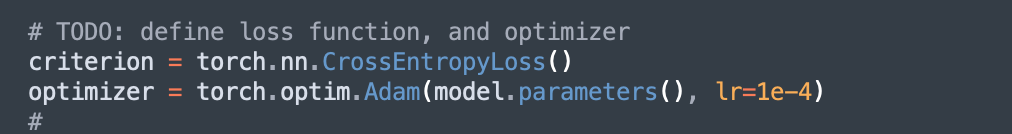 # TODO: define loss function, and optimizer
criterion = torch.nn.CrossEntropyLoss()
optimizer = torch.optim.Adam(model.parameters(), lr=1e-4)
#